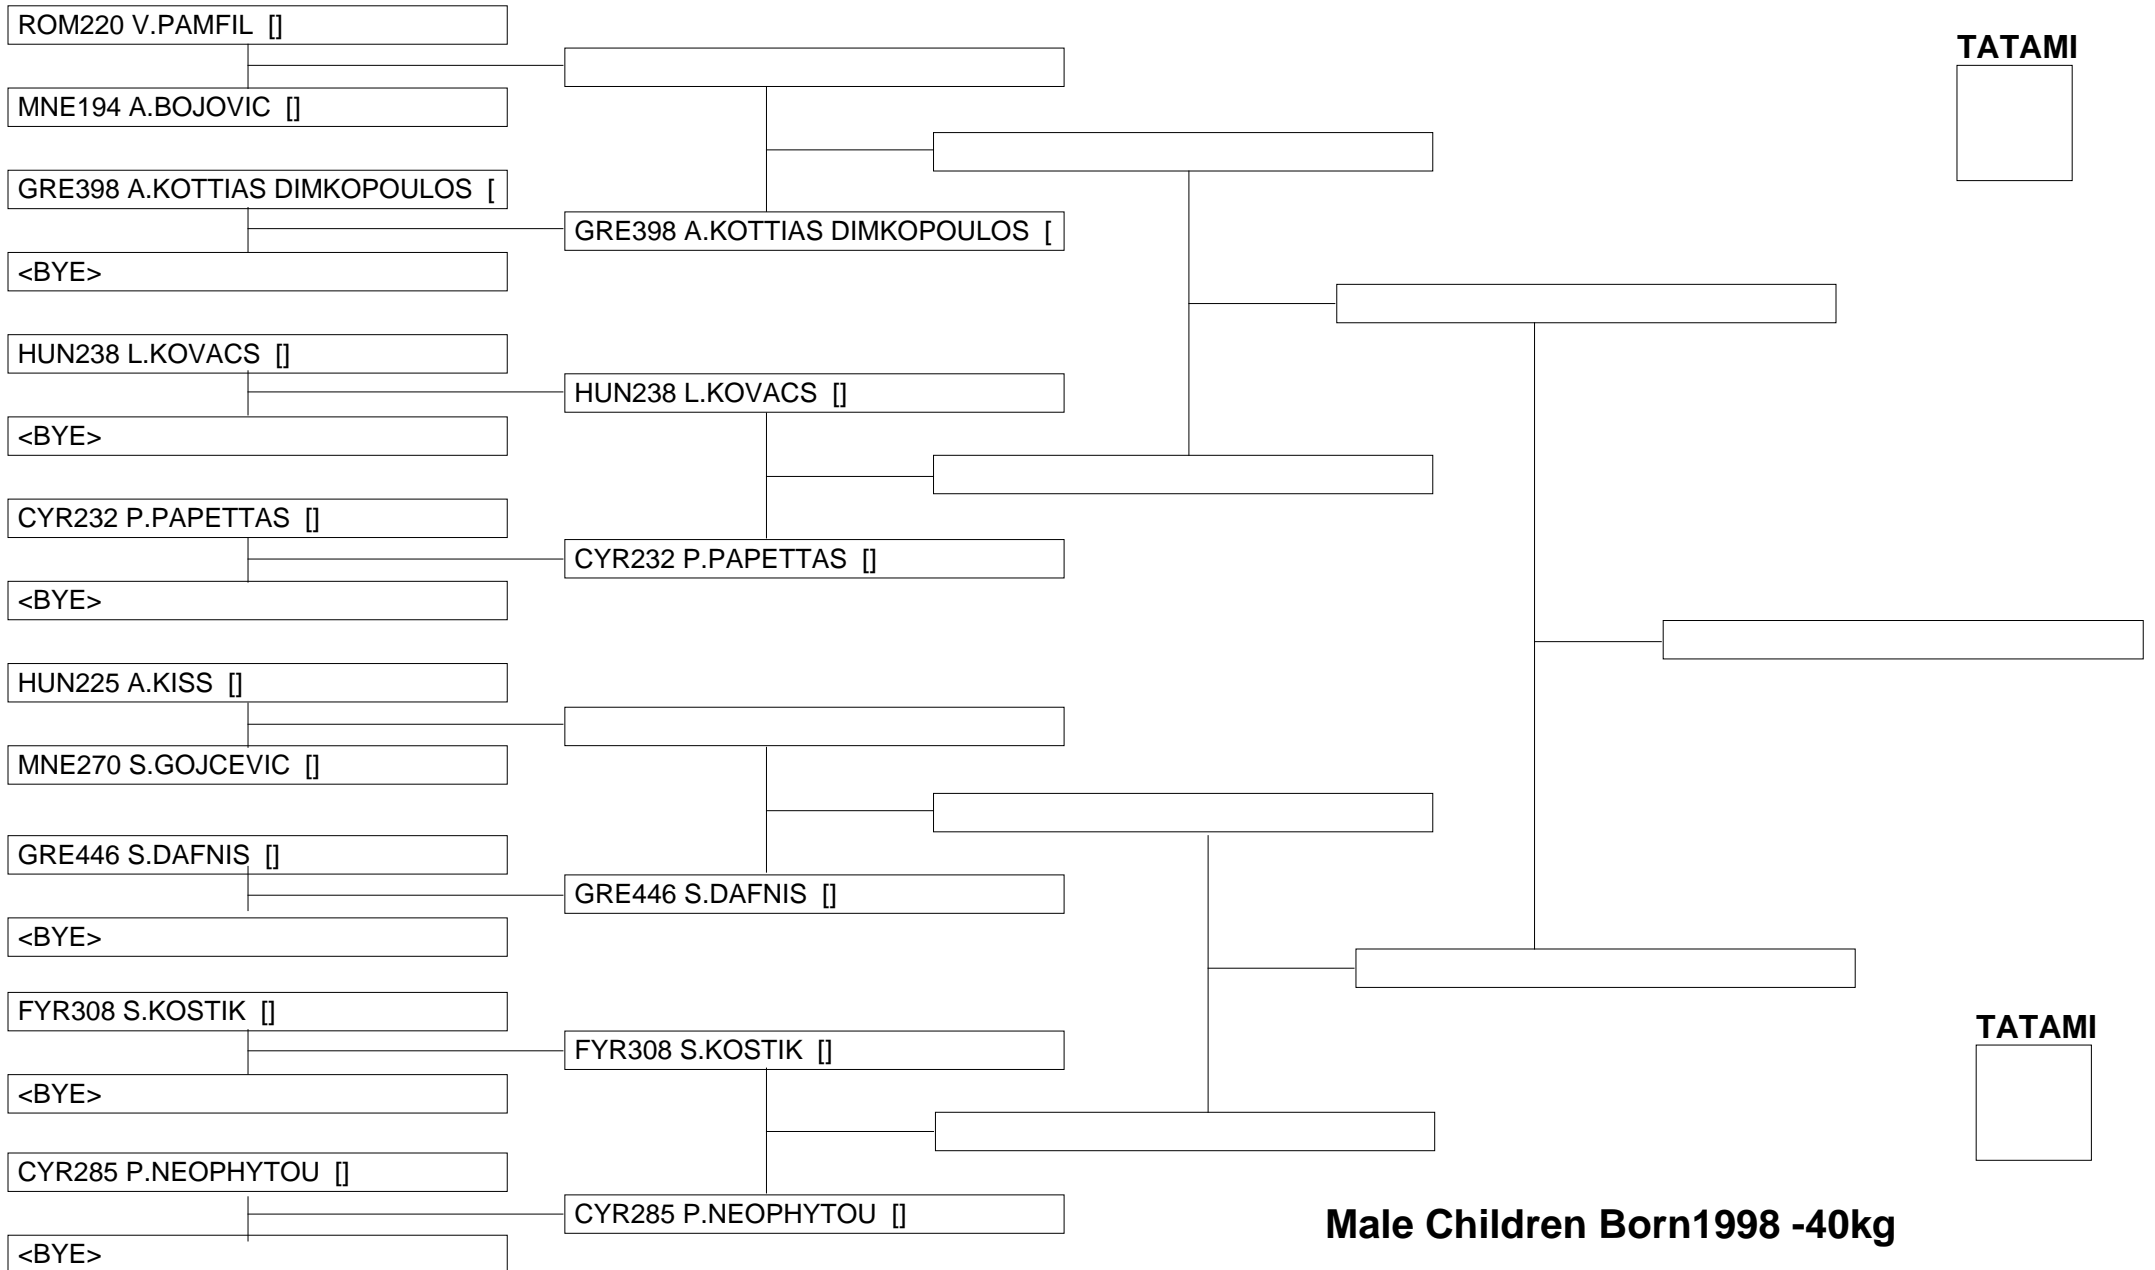 ROM220 V.PAMFIL []
MNE194 A.BOJOVIC []
GRE398 A.KOTTIAS DIMKOPOULOS [
<BYE>
HUN238 L.KOVACS []
<BYE>
CYR232 P.PAPETTAS []
<BYE>
HUN225 A.KISS []
MNE270 S.GOJCEVIC []
GRE446 S.DAFNIS []
<BYE>
FYR308 S.KOSTIK []
<BYE>
CYR285 P.NEOPHYTOU []
<BYE>
GRE398 A.KOTTIAS DIMKOPOULOS [
HUN238 L.KOVACS []
CYR232 P.PAPETTAS []
GRE446 S.DAFNIS []
FYR308 S.KOSTIK []
CYR285 P.NEOPHYTOU []
TATAMI
TATAMI
Male Children Born1998 -40kg